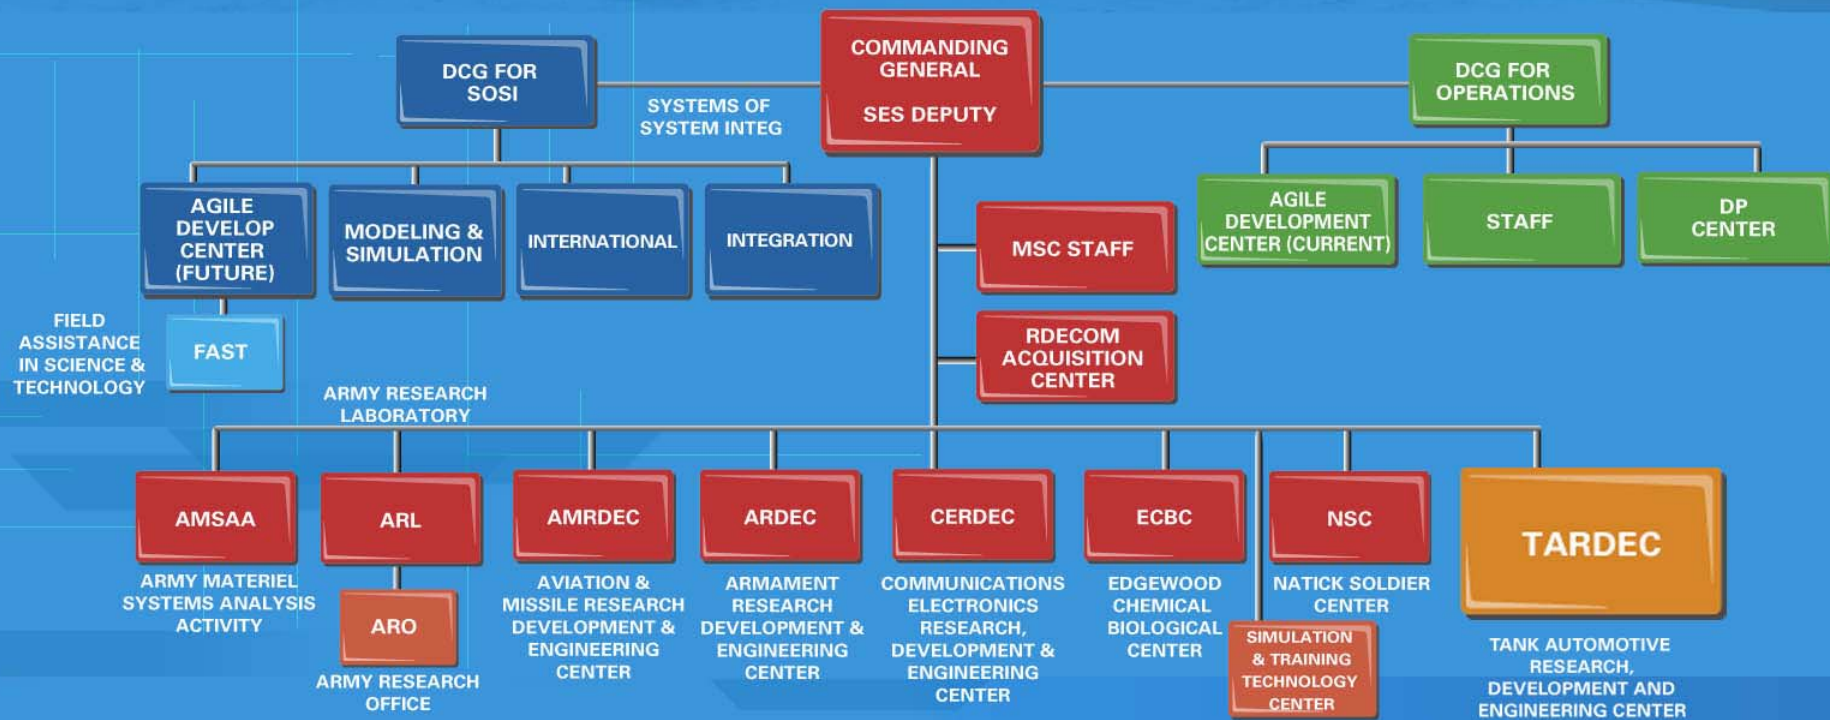 COMMANDING
GENERAL
SES DEPUTY
DCG FOR
SOSI
SYSTEMS OF
SYSTEM INTEG
DCG FOR
OPERATIONS
AGILE
DEVELOP
CENTER
(FUTURE)
MODELING &
SIMULATION
INTERNATIONAL
INTEGRATION
AGILE
DEVELOPMENT
CENTER (CURRENT)
STAFF
DP
CENTER
MSC STAFF
FIELD
ASSISTANCE
IN SCIENCE &
TECHNOLOGY
FAST
RDECOM
ACQUISITION
CENTER
ARMY RESEARCH
LABORATORY
AMSAA
ARMY MATERIEL
SYSTEMS ANALYSIS
ACTIVITY
ARL
ARO
ARMY RESEARCH
OFFICE
AMRDEC
AVIATION &
MISSILE RESEARCH
DEVELOPMENT &
ENGINEERING
CENTER
ARDEC
ARMAMENT
RESEARCH
DEVELOPMENT &
ENGINEERING
CENTER
CERDEC
COMMUNICATIONS
ELECTRONICS
RESEARCH,
DEVELOPMENT &
ENGINEERING
CENTER
ECBC
EDGEWOOD
CHEMICAL
BIOLOGICAL
CENTER
SIMULATION
& TRAINING
TECHNOLOGY
CENTER
NSC
NATICK SOLDIER
CENTER
TARDEC
TANK AUTOMOTIVE
RESEARCH,
DEVELOPMENT AND
ENGINEERING CENTER